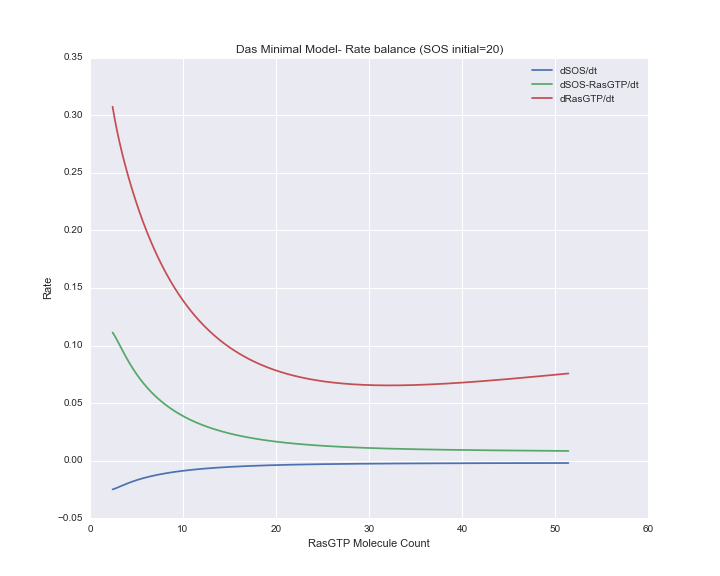 Das Minimal Model- Rate balance (SOS initial=20)
0.35
0.30
0.25
0.20
0.15
0.10
0.05
0.00
−0.05
Rate
dSOS/dt
dSOS-RasGTP/dt
dRasGTP/dt
0 10 20 30 40 50 60
RasGTP Molecule Count